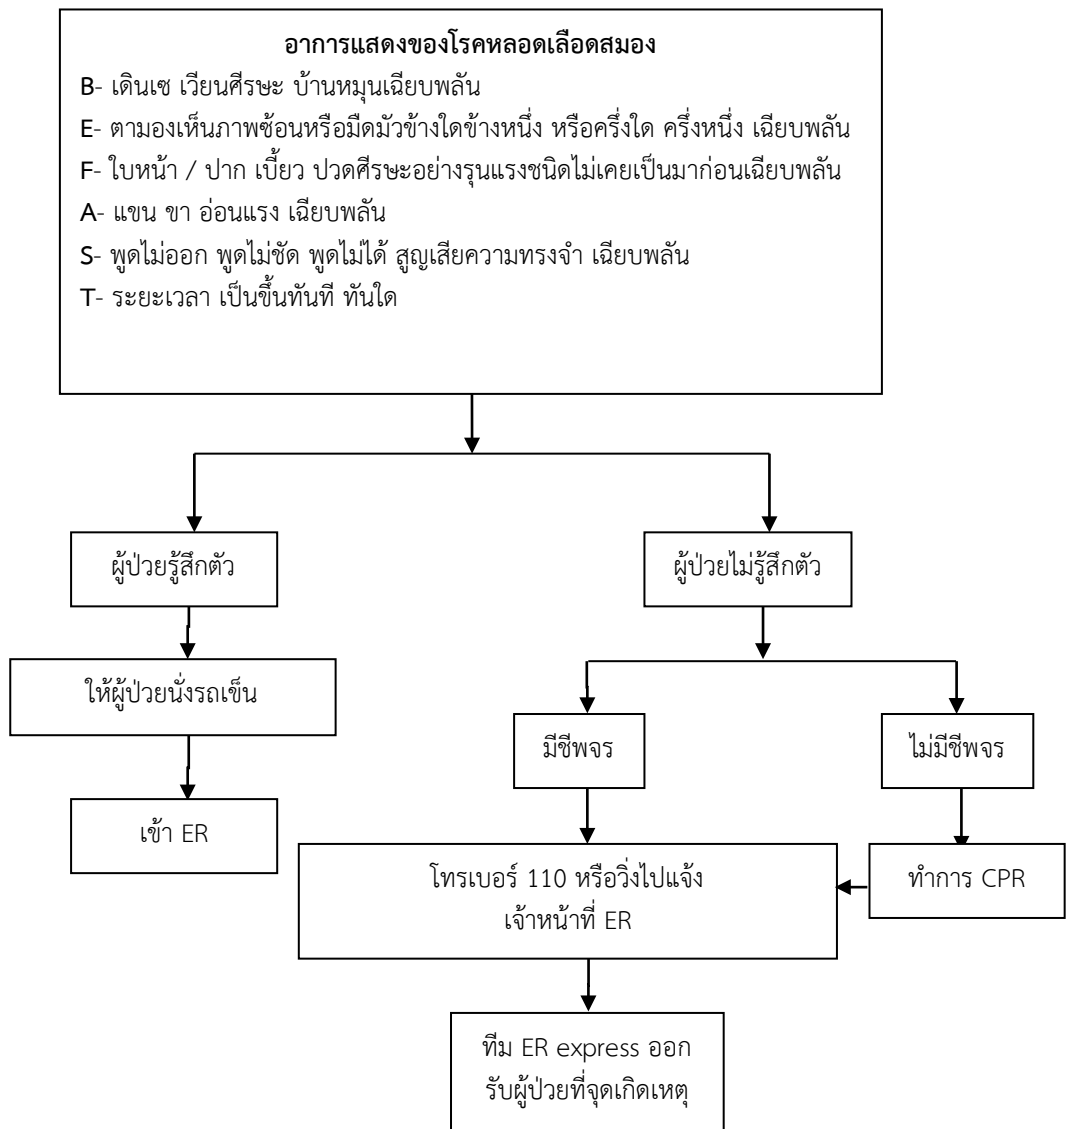 อาการแสดงของโรคหลอดเลือดสมอง
B- เดินเซ เวียนศีรษะ บ้านหมุนเฉียบพลัน
E- ตามองเห็นภาพซ้อนหรือมืดมัวข้างใดข้างหนึ่ง หรือครึ่งใด ครึ่งหนึ่ง เฉียบพลัน
F- ใบหน้า / ปาก เบี้ยว ปวดศีรษะอย่างรุนแรงชนิดไม่เคยเป็นมาก่อนเฉียบพลัน
A- แขน ขา อ่อนแรง เฉียบพลัน
S- พูดไม่ออก พูดไม่ชัด พูดไม่ได้ สูญเสียความทรงจำ เฉียบพลัน
T- ระยะเวลา เป็นขึ้นทันที ทันใด
ผู้ป่วยรู้สึกตัว
ผู้ป่วยไม่รู้สึกตัว
ให้ผู้ป่วยนั่งรถเข็น
มีชีพจร
ไม่มีชีพจร
เข้า ER
โทรเบอร์ 110 หรือวิ่งไปแจ้ง
เจ้าหน้าที่ ER
ทำการ CPR
ทีม ER express ออก
รับผู้ป่วยที่จุดเกิดเหตุ